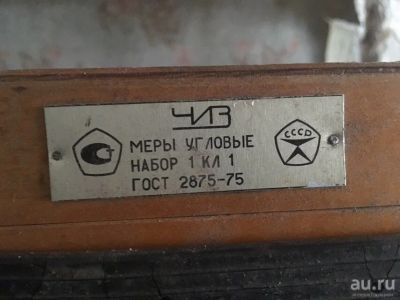 ЧИЗ
МЕРЫ УГЛОВЫЕ
НАБОР 1 КЛ 1
ГОСТ 2875-75
СССР
au.ru